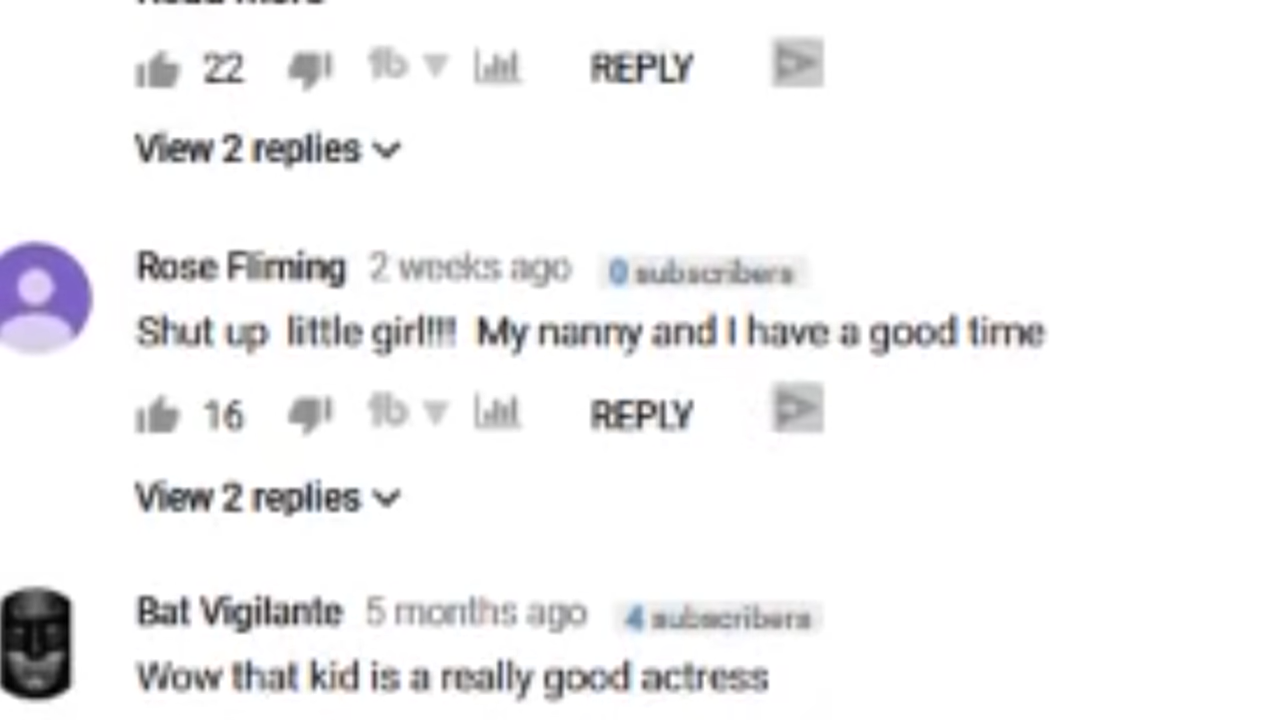 Read more
22 REPLY
View 2 replies
Rose Fliming 2 weeks ago 0 subscribers
Shut up little girl!!! My nanny and I have a good time
16 REPLY
View 2 replies
Bat Vigilante 5 months ago 4 subscribers
Wow that kid is a really good actress